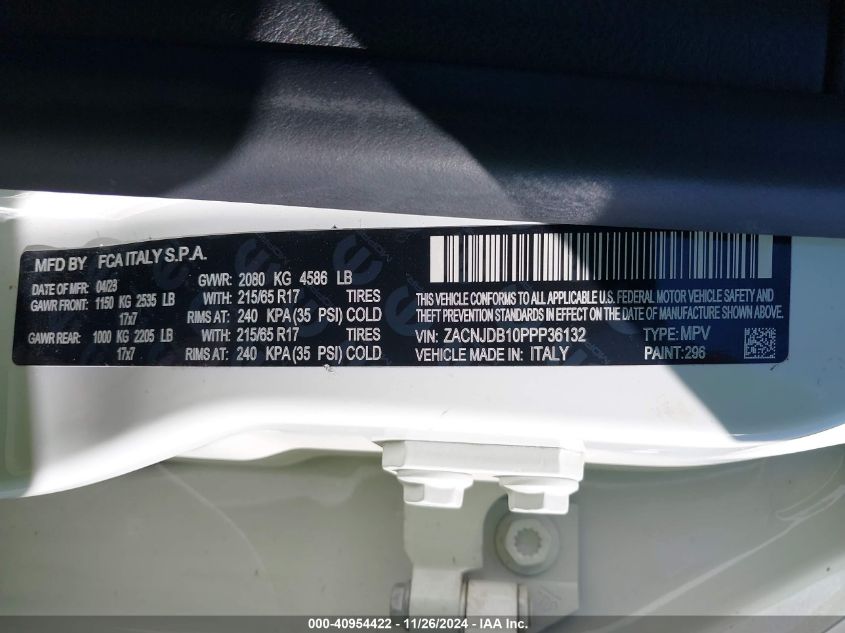 MFD BY FCA ITALY S.P.A.
DATE OF MFR: 04/23 GVWR: 2080 KG 4586 LB
GAWR FRONT: 1150 KG 2535 LB WITH: 215/65 R17 TIRES
17x7 RIMS AT: 240 KPA (35 PSI) COLD
GAWR REAR: 1000 KG 2205 LB WITH: 215/65 R17 TIRES
17x7 RIMS AT: 240 KPA (35 PSI) COLD
THIS VEHICLE CONFORMS TO ALL APPLICABLE U.S. FEDERAL MOTOR VEHICLE SAFETY AND
THEFT PREVENTION STANDARDS IN EFFECT ON THE DATE OF MANUFACTURE SHOWN ABOVE.
VIN: ZACNJDB10PPP36132 TYPE: MPV
VEHICLE MADE IN: ITALY PAINT: 296
000-40954422 - 11/26/2024 - IAA Inc.